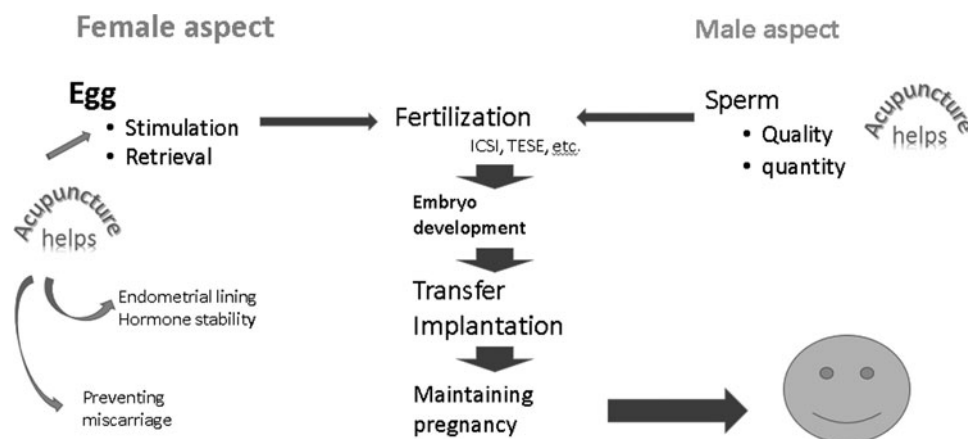 Female aspect
Male aspect
Egg
• Stimulation
• Retrieval
Fertilization
ICSI, TESE, etc.
Sperm
• Quality
• quantity
Acupuncture
helps
Acupuncture
helps
Embryo
development
Transfer
Implantation
Endometrial lining
Hormone stability
Preventing
miscarriage
Maintaining
pregnancy